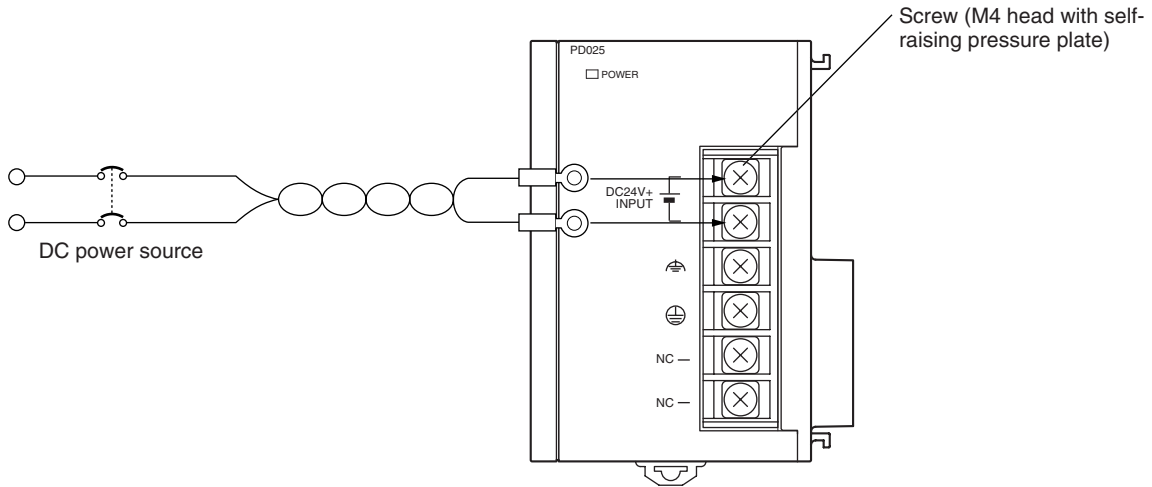 Screw (M4 head with self-
raising pressure plate)
PD025
POWER
DC24V+
INPUT
DC power source
NC
NC